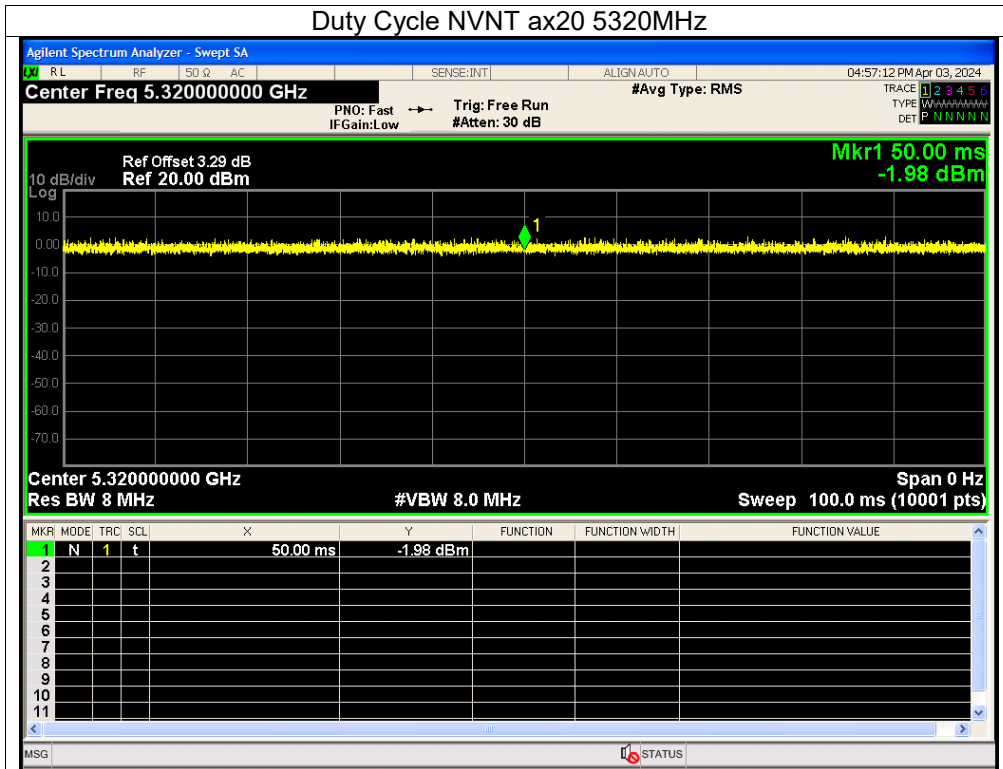 Duty Cycle NVNT ax20 5320MHz
Agilent Spectrum Analyzer - Swept SA
LXI RL RF 50 Ω AC SENSE:INT ALIGN AUTO 04:57:12 PM Apr 03, 2024
Center Freq 5.320000000 GHz #Avg Type: RMS TRACE 1 2 3 4 5 6
PNO: Fast Trig: Free Run TYPE WWWWWW
IFGain:Low #Atten: 30 dB DET P N N N N N
Mkr1 50.00 ms
Ref Offset 3.29 dB
10 dB/div Ref 20.00 dBm -1.98 dBm
Log
10.0
1
0.00
-10.0
-20.0
-30.0
-40.0
-50.0
-60.0
-70.0
Center 5.320000000 GHz Span 0 Hz
Res BW 8 MHz #VBW 8.0 MHz Sweep 100.0 ms (10001 pts)
MKR MODE TRC SCL X Y FUNCTION FUNCTION WIDTH FUNCTION VALUE
1 N 1 t 50.00 ms -1.98 dBm
2
3
4
5
6
7
8
9
10
11
MSG STATUS